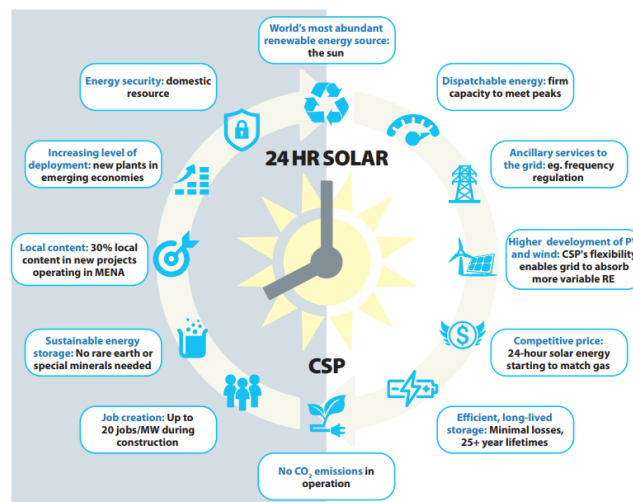 World's most abundant
renewable energy source:
the sun
Dispatchable energy: firm
capacity to meet peaks
Ancillary services to
the grid: eg. frequency
regulation
Higher development of P
and wind: CSP's flexibility
enables grid to absorb
more variable RE
Competitive price:
24-hour solar energy
starting to match gas
Efficient, long-lived
storage: Minimal losses,
25+ year lifetimes
No CO₂ emissions in
operation
Job creation: Up to
20 jobs/MW during
construction
Sustainable energy
storage: No rare earth or
special minerals needed
Local content: 30% local
content in new projects
operating in MENA
Increasing level of
deployment: new plants in
emerging economies
Energy security: domestic
resource
24 HR SOLAR
$
CSP